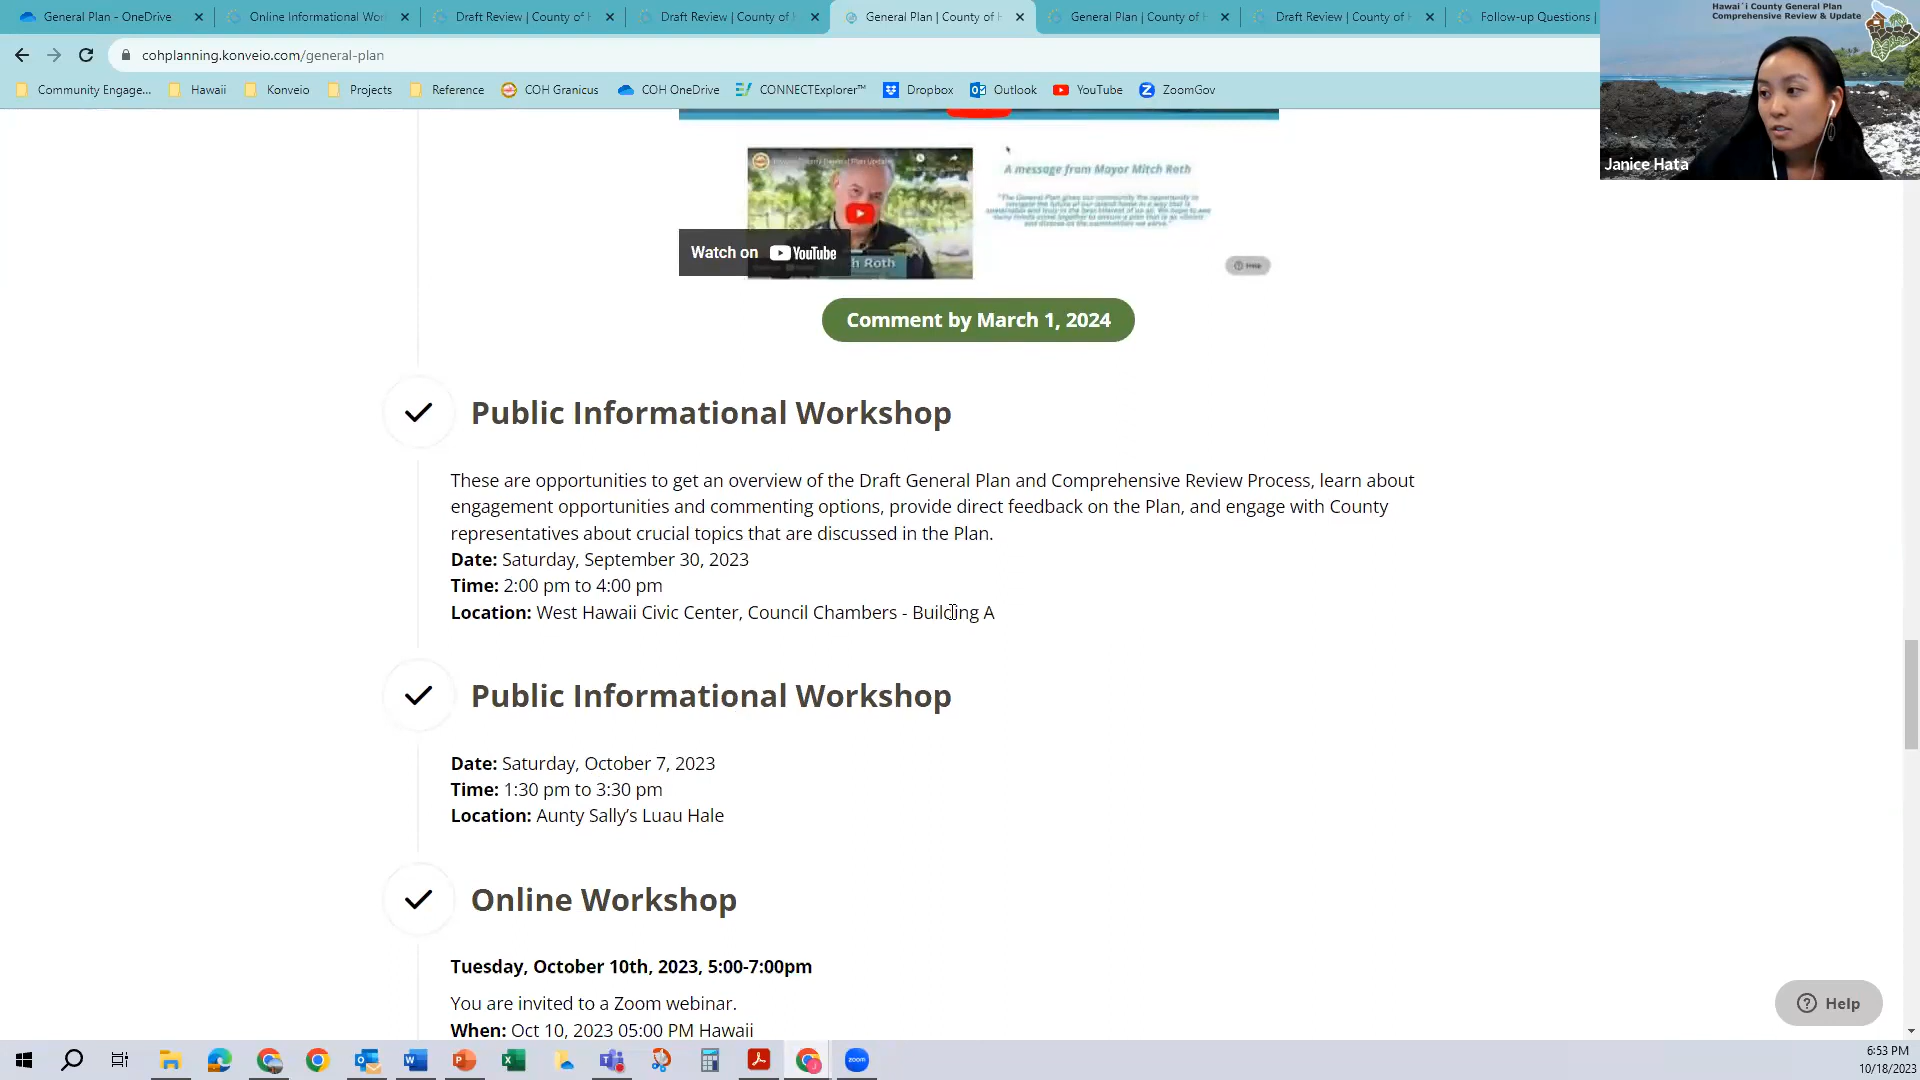 General Plan - OneDrive
Online Informational Wor
Draft Review | County of H
Draft Review | County of
General Plan | County of H
General Plan | County of H
Draft Review | County of H
Follow-up Questions |
Hawaiʻi County General Plan
Comprehensive Review & Update
cohplanning.konveio.com/general-plan
Community Engage...
Hawaii
Konveio
Projects
Reference
COH Granicus
COH OneDrive
CONNECTExplorer™
Dropbox
Outlook
YouTube
ZoomGov
Janice Hata
A message from Mayor Mitch Roth
Watch on YouTube
h Roth
Help
Comment by March 1, 2024
Public Informational Workshop
These are opportunities to get an overview of the Draft General Plan and Comprehensive Review Process, learn about
engagement opportunities and commenting options, provide direct feedback on the Plan, and engage with County
representatives about crucial topics that are discussed in the Plan.
Date: Saturday, September 30, 2023
Time: 2:00 pm to 4:00 pm
Location: West Hawaii Civic Center, Council Chambers - Building A
Public Informational Workshop
Date: Saturday, October 7, 2023
Time: 1:30 pm to 3:30 pm
Location: Aunty Sally’s Luau Hale
Online Workshop
Tuesday, October 10th, 2023, 5:00-7:00pm
You are invited to a Zoom webinar.
When: Oct 10, 2023 05:00 PM Hawaii
Help
6:53 PM
10/18/2023